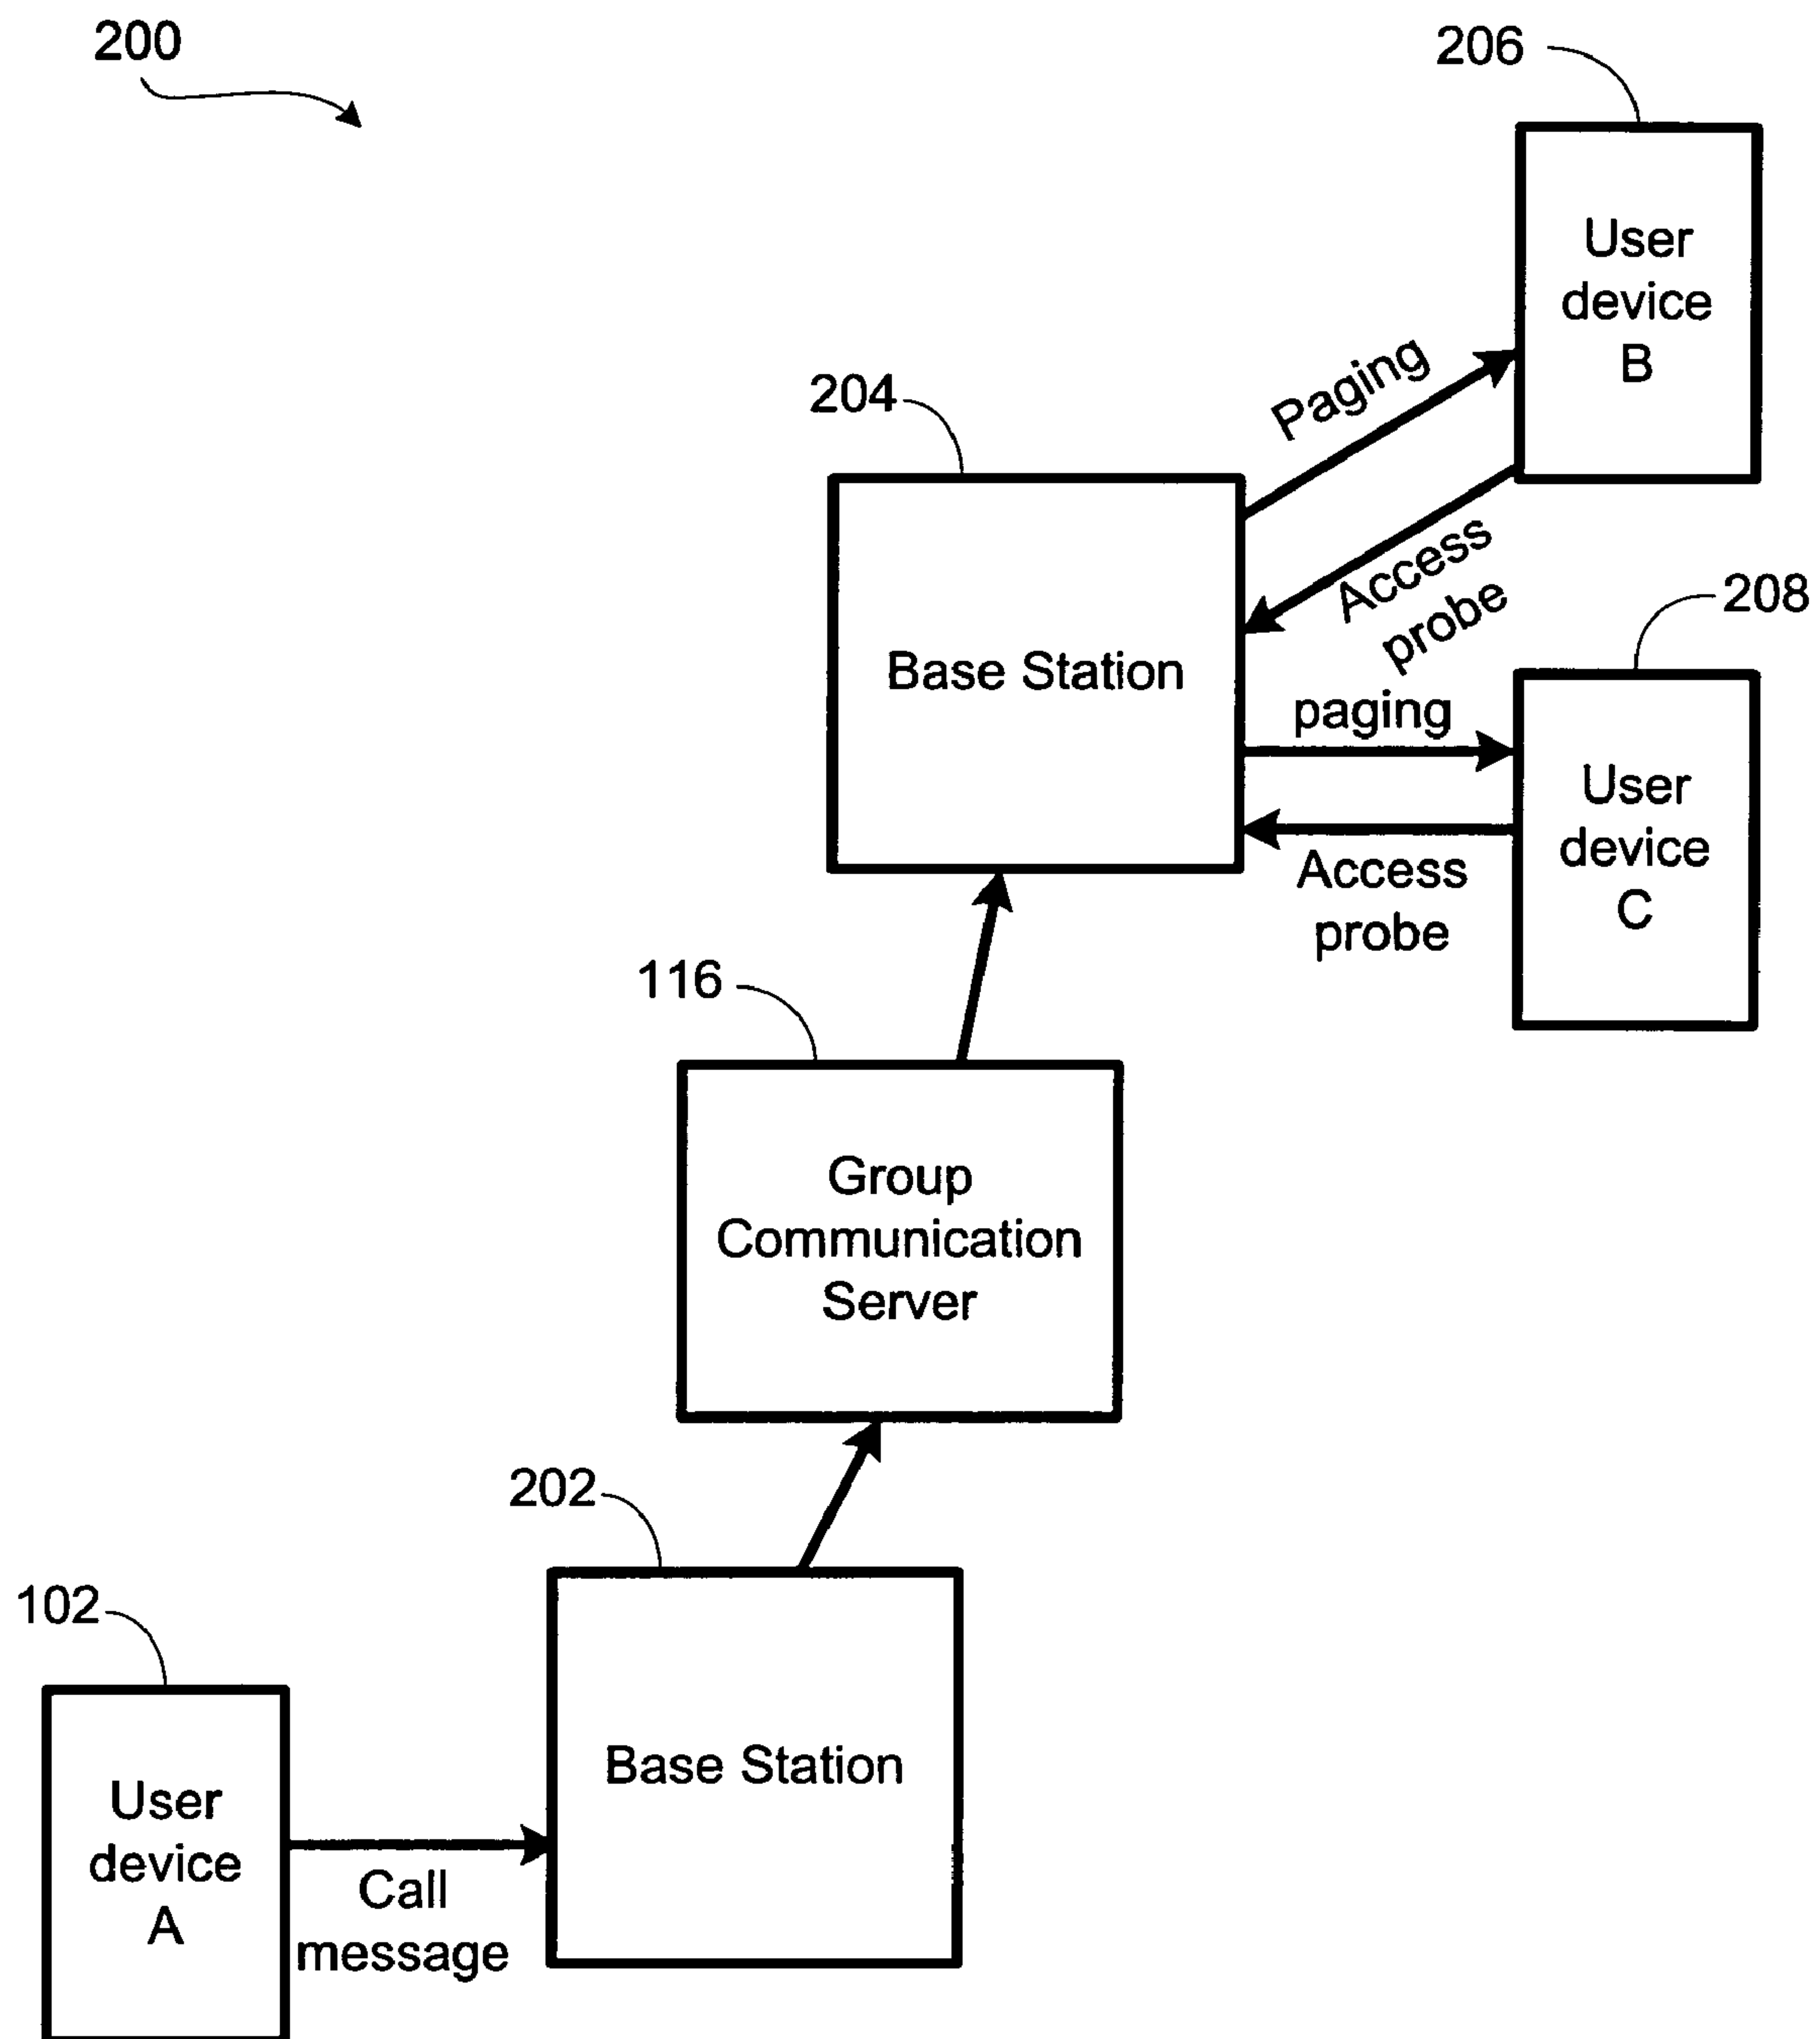 200
206
User
device
B
204
Paging
Access
probe
208
Base Station
paging
User
device
C
Access
probe
116
Group
Communication
Server
202
102
Base Station
User
device
A
Call
message